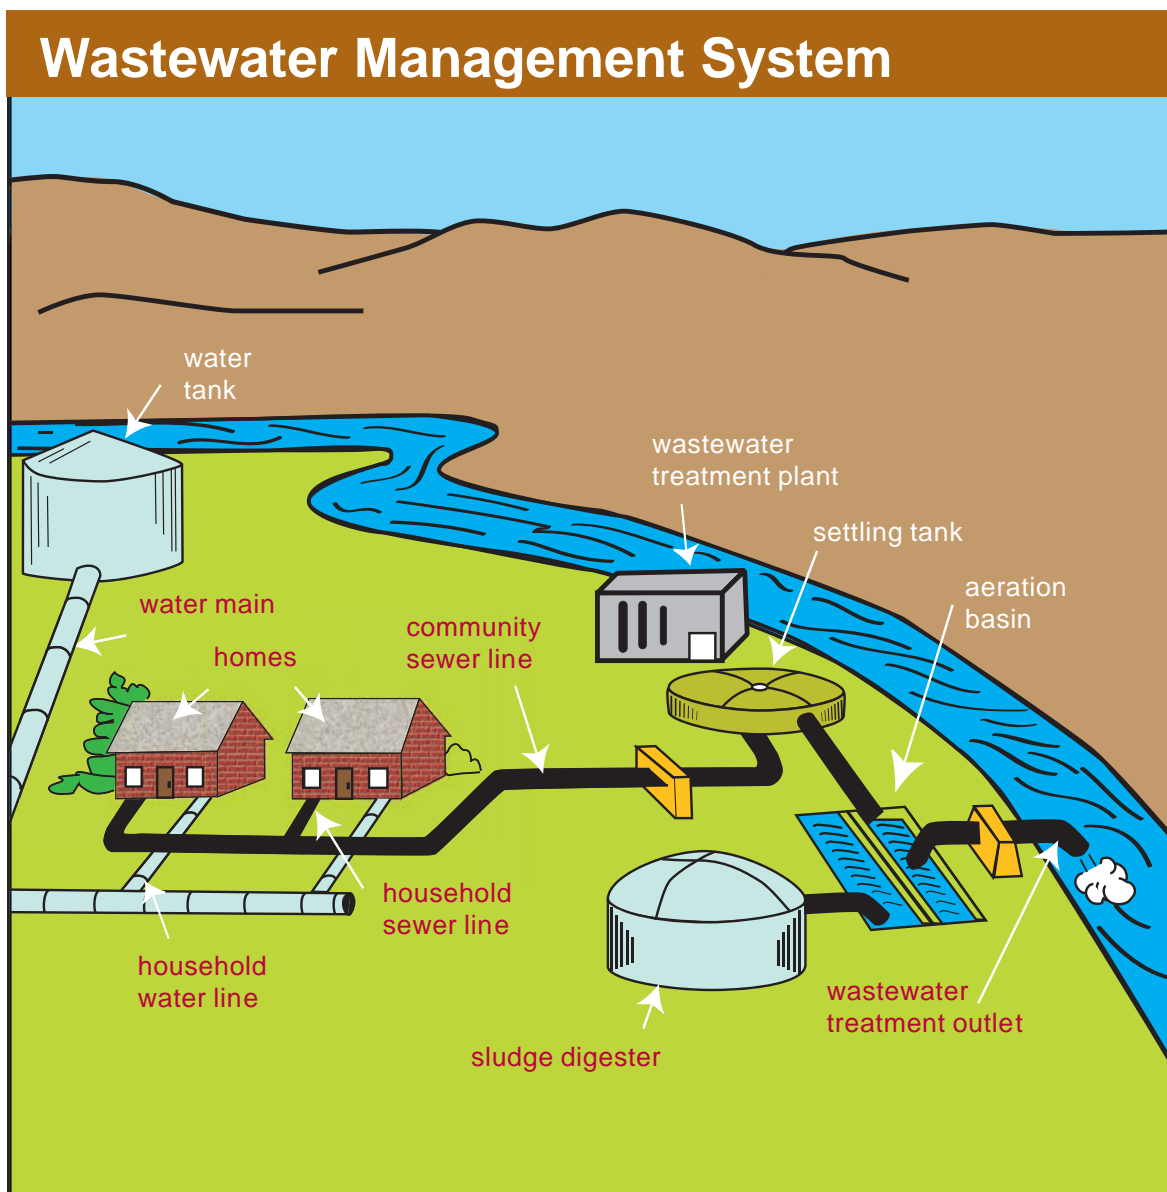 Wastewater Management System
water
tank
wastewater
treatment plant
settling tank
aeration
basin
water main
community
sewer line
homes
household
sewer line
household
water line
wastewater
treatment outlet
sludge digester